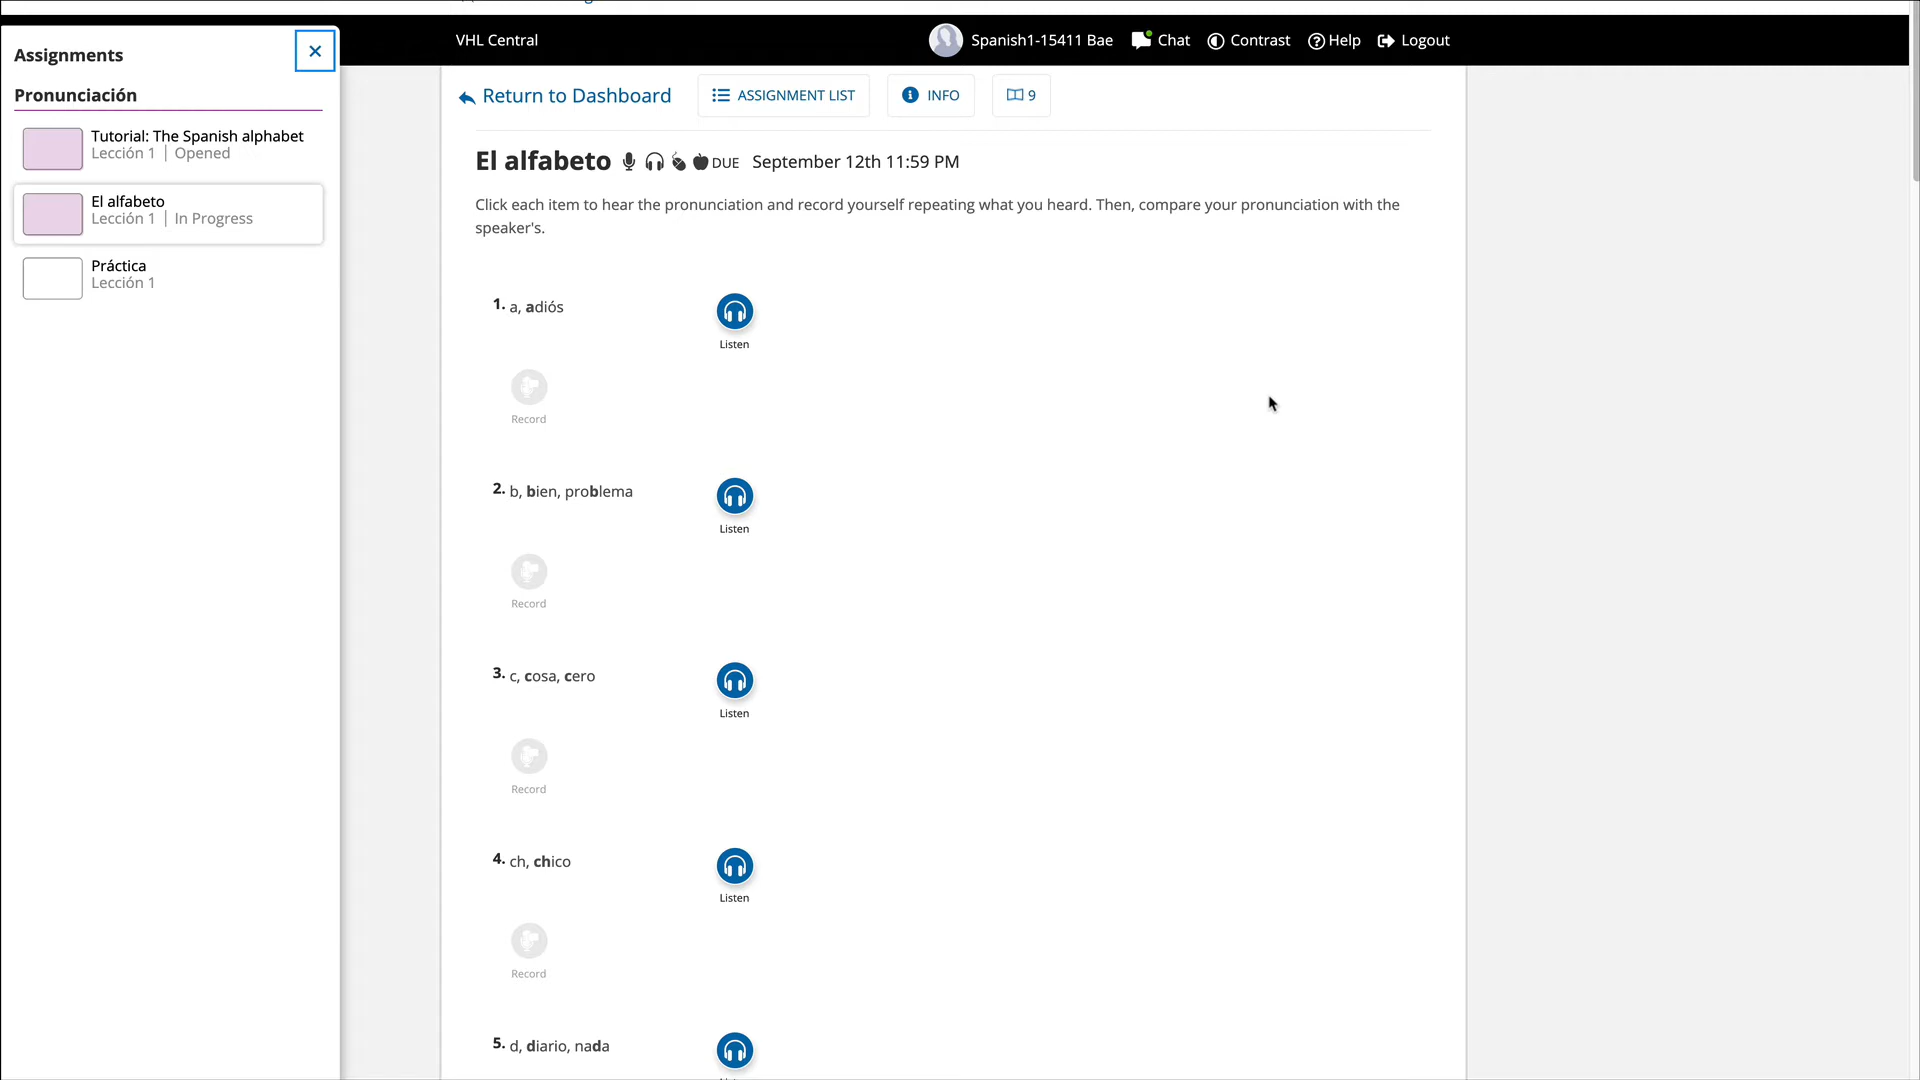 VHL Central
Spanish1-15411 Bae
Chat
Contrast
Help
Logout
Assignments
Pronunciación
Tutorial: The Spanish alphabet
Lección 1 | Opened
El alfabeto
Lección 1 | In Progress
Práctica
Lección 1
Return to Dashboard
ASSIGNMENT LIST
INFO
9
El alfabeto DUE September 12th 11:59 PM
Click each item to hear the pronunciation and record yourself repeating what you heard. Then, compare your pronunciation with the
speaker's.
1. a, adiós
Listen
Record
2. b, bien, problema
Listen
Record
3. c, cosa, cero
Listen
Record
4. ch, chico
Listen
Record
5. d, diario, nada